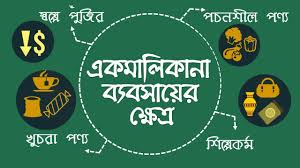 স্বল্প পুঁজির
পচনশীল পণ্য
একমালিকানা
ব্যবসায়ের
ক্ষেত্র
খুচরা পণ্য
শিল্পকর্ম